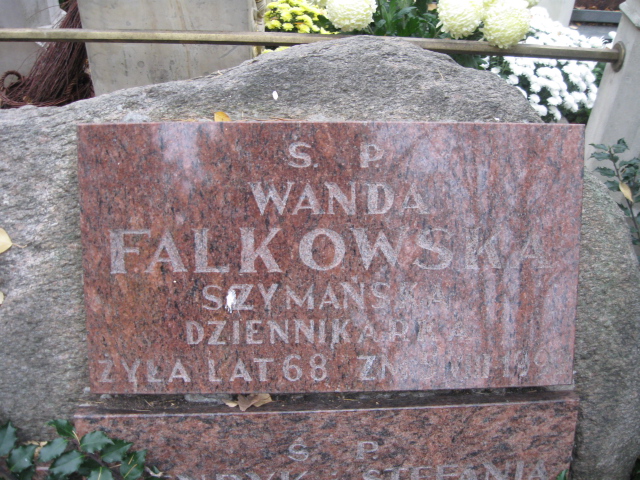 Ś. P.
WANDA
FALKOWSKA
SZYMAŃSKA
DZIENNIKARKA
ŻYŁA LAT 68
Ś. P.
STEFANIA